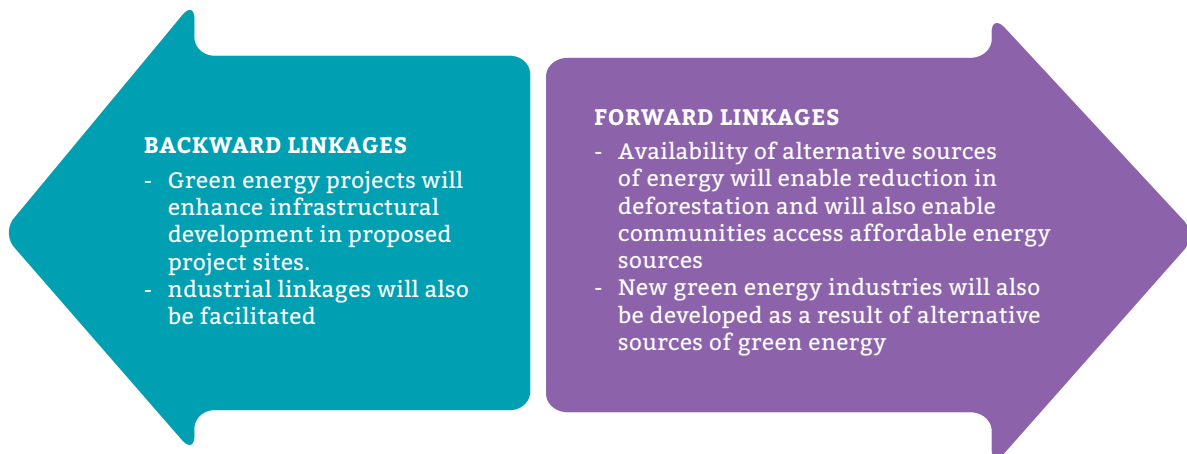 BACKWARD LINKAGES
- Green energy projects will
enhance infrastructural
development in proposed
project sites.
- ndustrial linkages will also
be facilitated
FORWARD LINKAGES
- Availability of alternative sources
of energy will enable reduction in
deforestation and will also enable
communities access affordable energy
sources
- New green energy industries will also
be developed as a result of alternative
sources of green energy